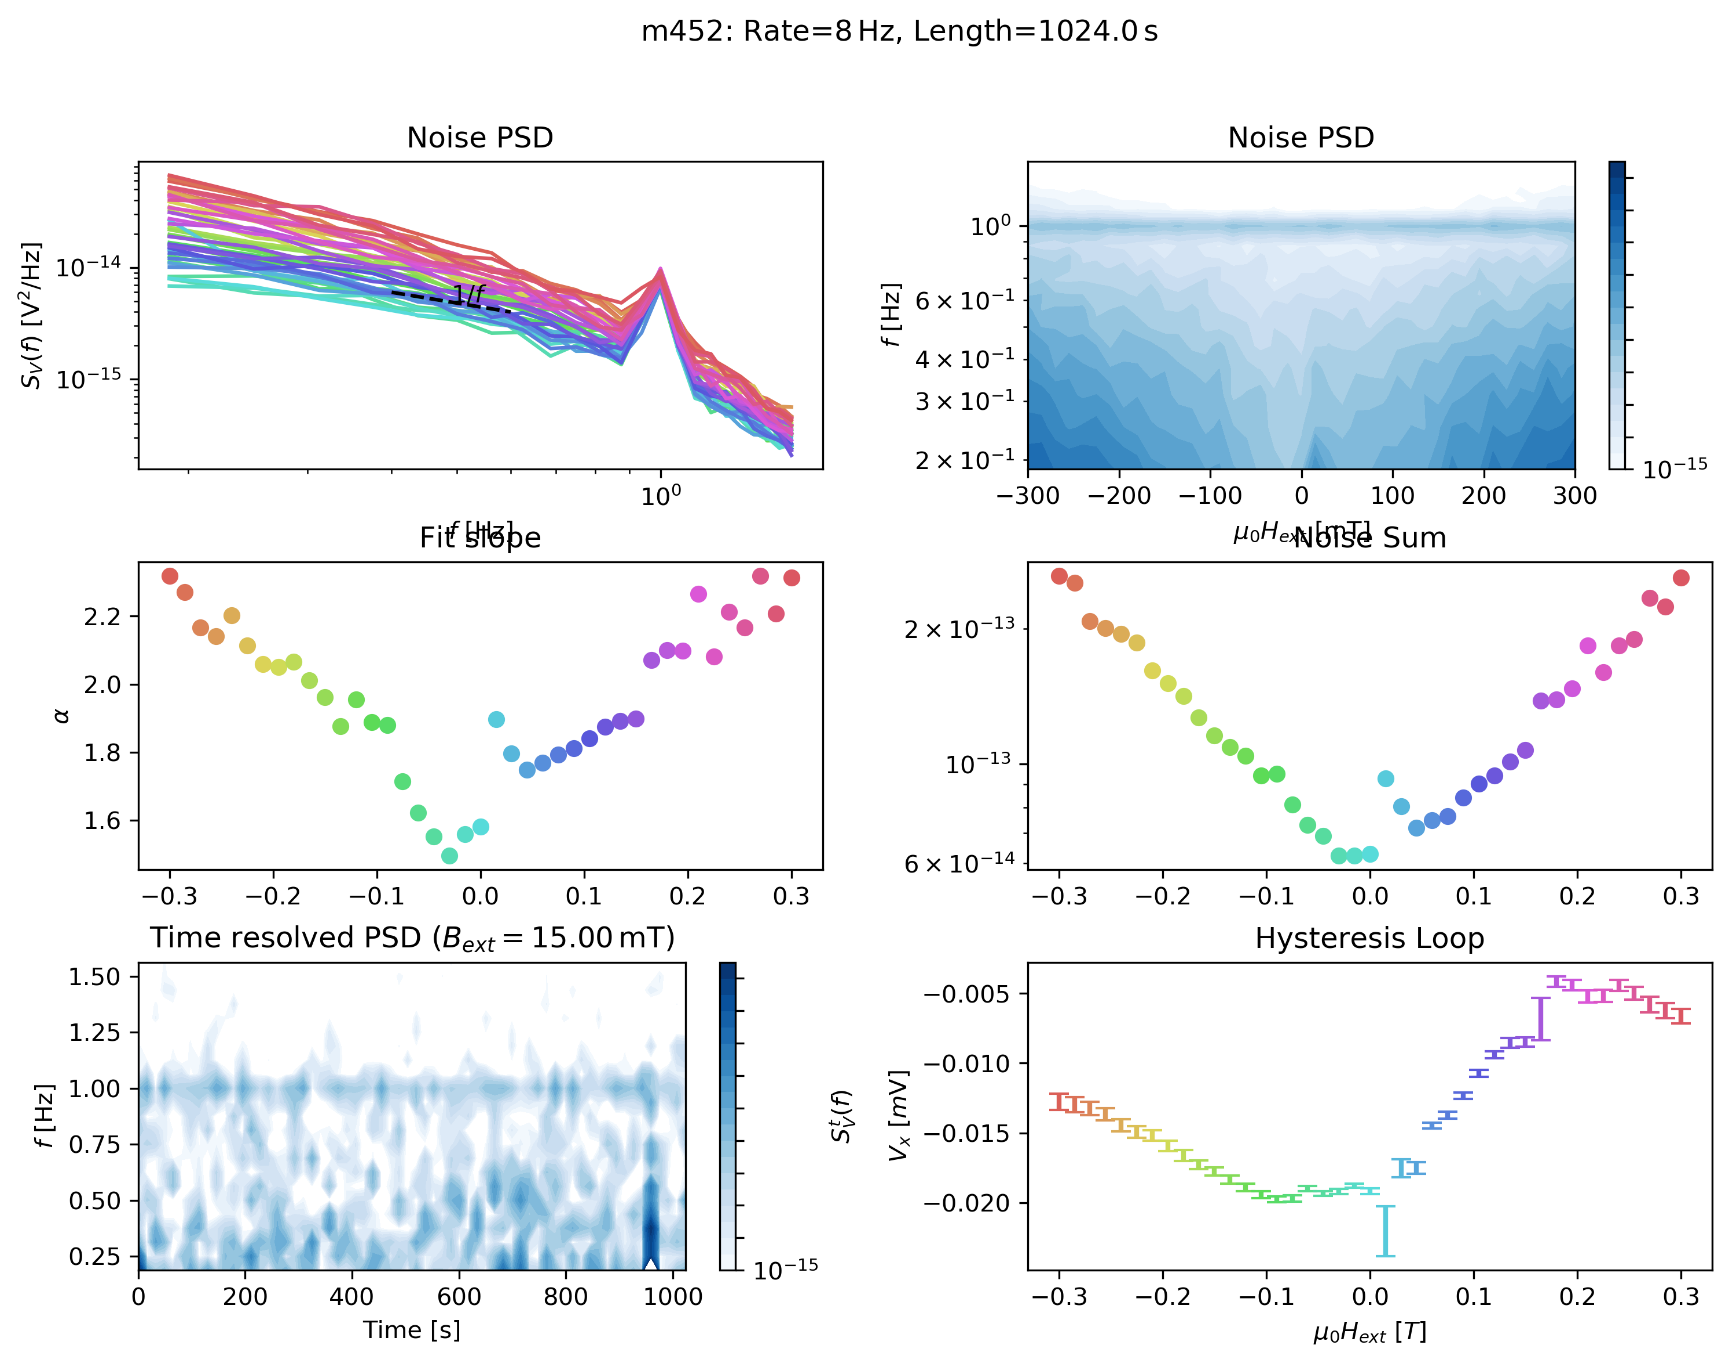 m452: Rate=8 Hz, Length=1024.0 s
Noise PSD
S_V(f) [V²/Hz]
10⁻¹⁴
10⁻¹⁵
1/f
10⁰
f [Hz]
Noise PSD
f [Hz]
10⁰
6 × 10⁻¹
4 × 10⁻¹
3 × 10⁻¹
2 × 10⁻¹
−300 −200 −100 0 100 200 300
μ₀H_ext [mT]
10⁻¹⁵
Fit slope
α
2.2
2.0
1.8
1.6
−0.3 −0.2 −0.1 0.0 0.1 0.2 0.3
Noise Sum
2 × 10⁻¹³
10⁻¹³
6 × 10⁻¹⁴
−0.3 −0.2 −0.1 0.0 0.1 0.2 0.3
Time resolved PSD (B_ext = 15.00 mT)
f [Hz]
1.50
1.25
1.00
0.75
0.50
0.25
0 200 400 600 800 1000
Time [s]
10⁻¹⁵
S_V^t(f)
Hysteresis Loop
V_x [mV]
−0.005
−0.010
−0.015
−0.020
−0.3 −0.2 −0.1 0.0 0.1 0.2 0.3
μ₀H_ext [T]